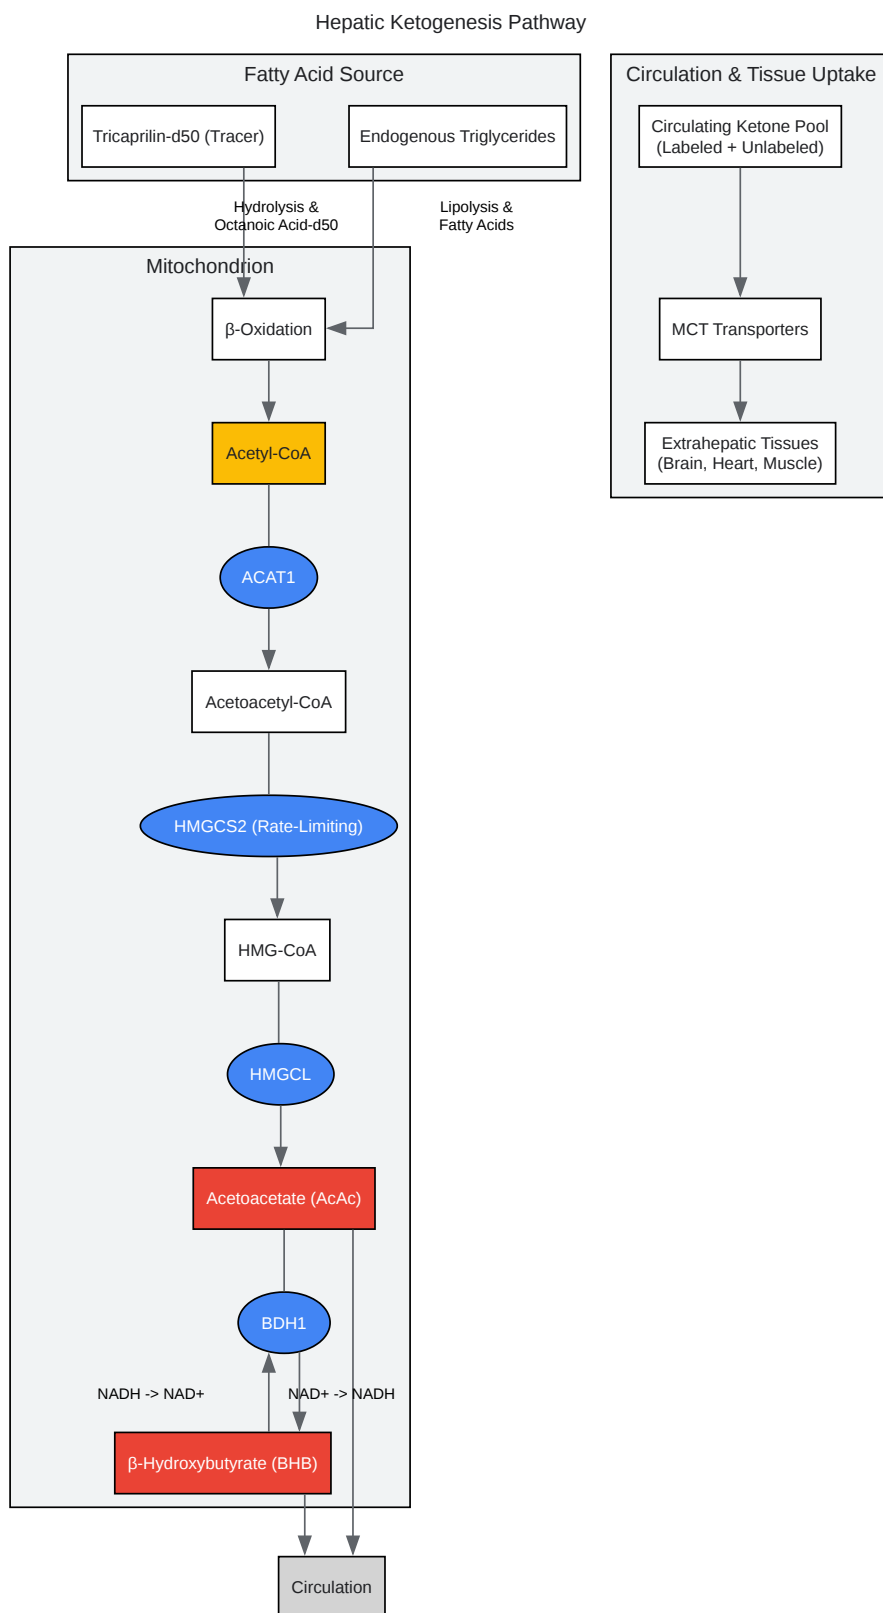 Hepatic Ketogenesis Pathway
Fatty Acid Source
Tricaprilin-d50 (Tracer)
Endogenous Triglycerides
Hydrolysis &
Octanoic Acid-d50
Lipolysis &
Fatty Acids
Mitochondrion
β-Oxidation
Acetyl-CoA
ACAT1
Acetoacetyl-CoA
HMGCS2 (Rate-Limiting)
HMG-CoA
HMGCL
Acetoacetate (AcAc)
BDH1
NADH -> NAD+
NAD+ -> NADH
β-Hydroxybutyrate (BHB)
Circulation
Circulation & Tissue Uptake
Circulating Ketone Pool
(Labeled + Unlabeled)
MCT Transporters
Extrahepatic Tissues
(Brain, Heart, Muscle)